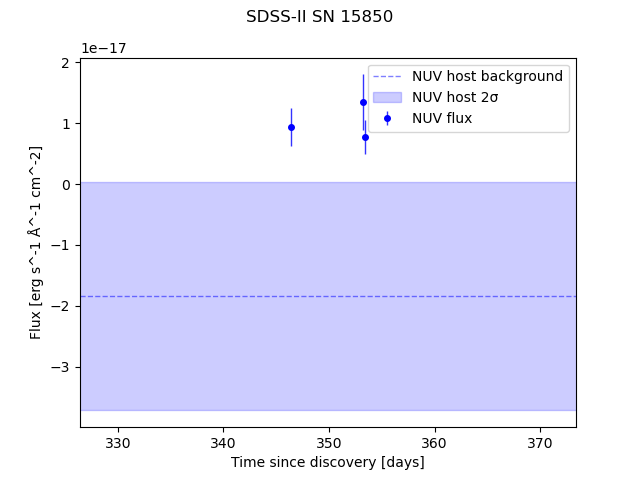 SDSS-II SN 15850
1e−17
NUV host background
NUV host 2σ
NUV flux
2
1
0
−1
−2
−3
Flux [erg s^-1 Å^-1 cm^-2]
330 340 350 360 370
Time since discovery [days]